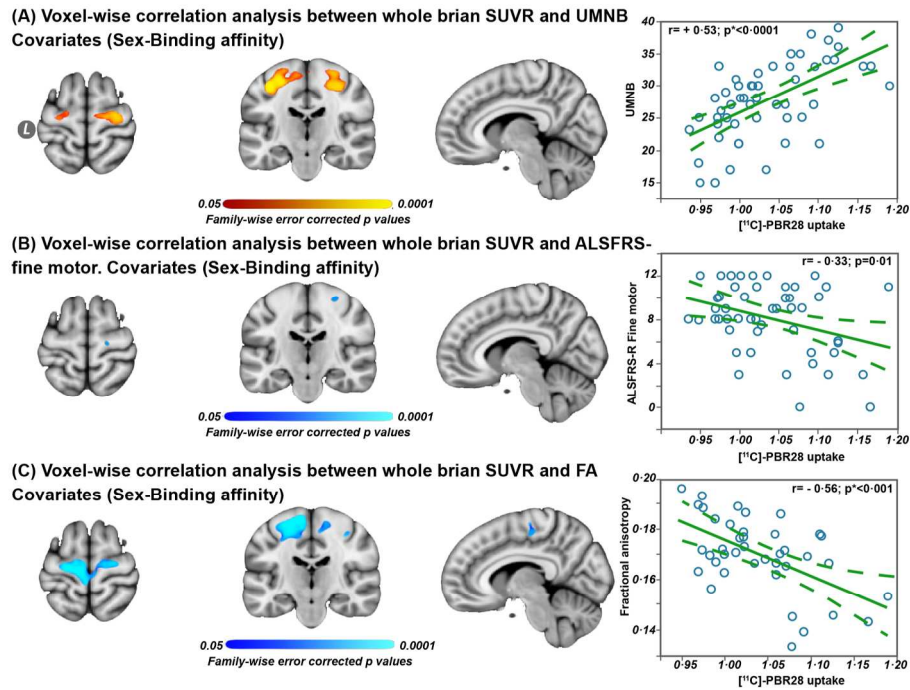 (A) Voxel-wise correlation analysis between whole brian SUVR and UMNB
Covariates (Sex-Binding affinity)
L
0.05 0.0001
Family-wise error corrected p values
r= + 0·53; p*<0·0001
UMNB
40
35
30
25
20
15
0·95 1·00 1·05 1·10 1·15 1·20
[¹¹C]-PBR28 uptake
(B) Voxel-wise correlation analysis between whole brian SUVR and ALSFRS-
fine motor. Covariates (Sex-Binding affinity)
0.05 0.0001
Family-wise error corrected p values
r= - 0·33; p=0·01
ALSFRS-R Fine motor
12
8
4
0
0·95 1·00 1·05 1·10 1·15 1·20
[¹¹C]-PBR28 uptake
(C) Voxel-wise correlation analysis between whole brian SUVR and FA
Covariates (Sex-Binding affinity)
0.05 0.0001
Family-wise error corrected p values
r= - 0·56; p*<0·001
Fractional anisotropy
0·20
0·18
0·16
0·14
0·95 1·00 1·05 1·10 1·15 1·20
[¹¹C]-PBR28 uptake